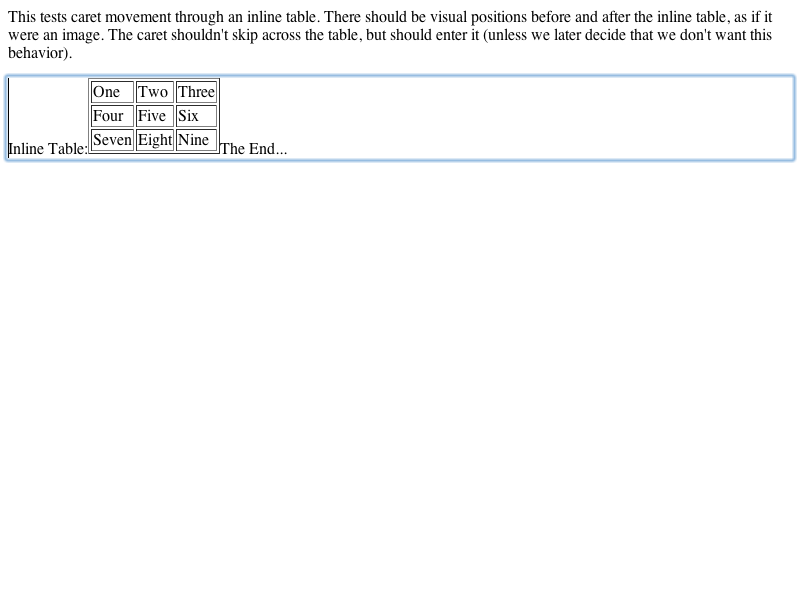 This tests caret movement through an inline table. There should be visual positions before and after the inline table, as if it
were an image. The caret shouldn't skip across the table, but should enter it (unless we later decide that we don't want this
behavior).
One Two Three
Four Five Six
Seven Eight Nine
Inline Table: The End...